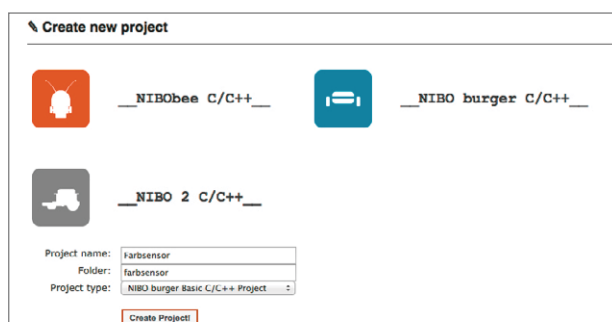 ✎ Create new project
__NIBObee C/C++__
__NIBO burger C/C++__
__NIBO 2 C/C++__
Project name: Farbsensor
Folder: farbsensor
Project type: NIBO burger Basic C/C++ Project
Create Project!